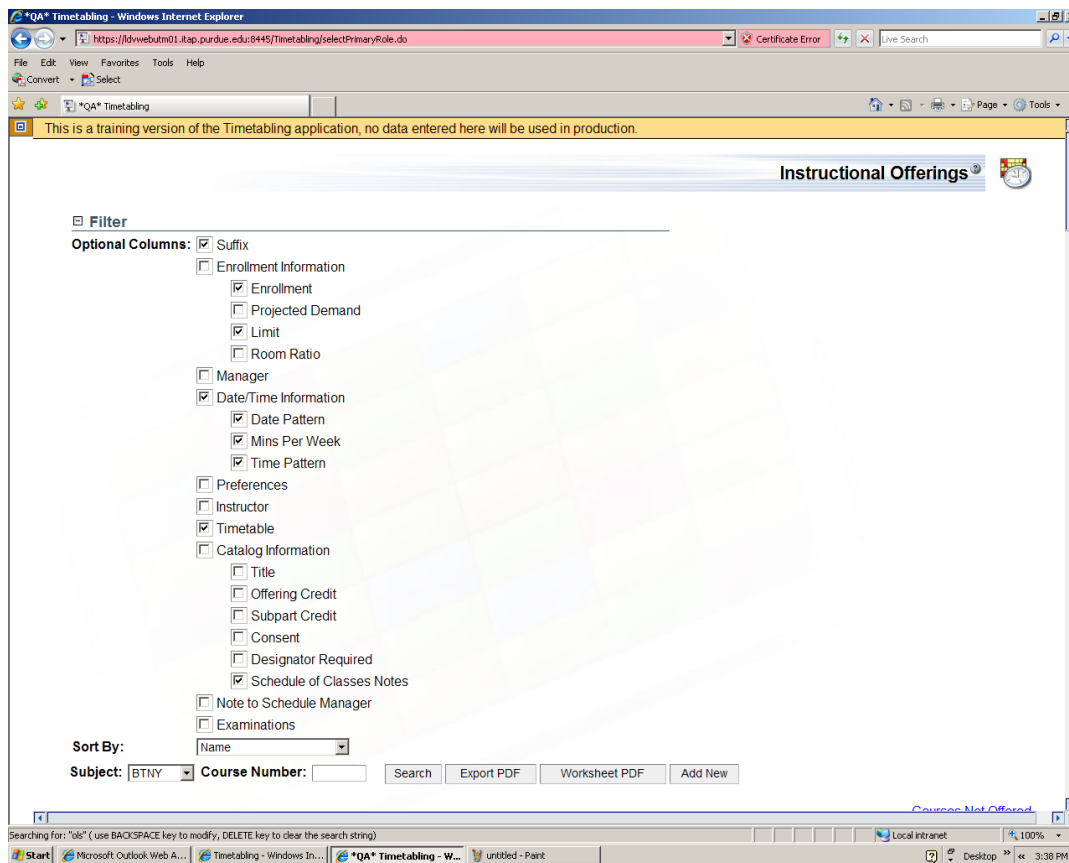 *QA* Timetabling - Windows Internet Explorer
https://ldvwebutm01.itap.purdue.edu:8445/Timetabling/selectPrimaryRole.do Certificate Error Live Search
File Edit View Favorites Tools Help
Convert Select
*QA* Timetabling Page Tools
This is a training version of the Timetabling application, no data entered here will be used in production.
Instructional Offerings
Filter
Optional Columns: Suffix
Enrollment Information
Enrollment
Projected Demand
Limit
Room Ratio
Manager
Date/Time Information
Date Pattern
Mins Per Week
Time Pattern
Preferences
Instructor
Timetable
Catalog Information
Title
Offering Credit
Subpart Credit
Consent
Designator Required
Schedule of Classes Notes
Note to Schedule Manager
Examinations
Sort By: Name
Subject: BTNY Course Number: Search Export PDF Worksheet PDF Add New
Courses Not Offered
Searching for: "ols" ( use BACKSPACE key to modify, DELETE key to clear the search string) Local intranet 100%
Start Microsoft Outlook Web A... Timetabling - Windows In... *QA* Timetabling - W... untitled - Paint Desktop » « 3:38 PM